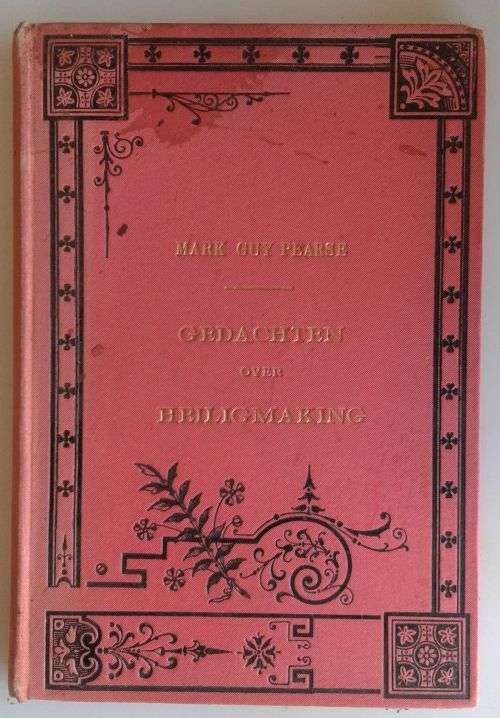 MARK GUY PEARSE
GEDACHTEN
OVER
HEILIGMAKING